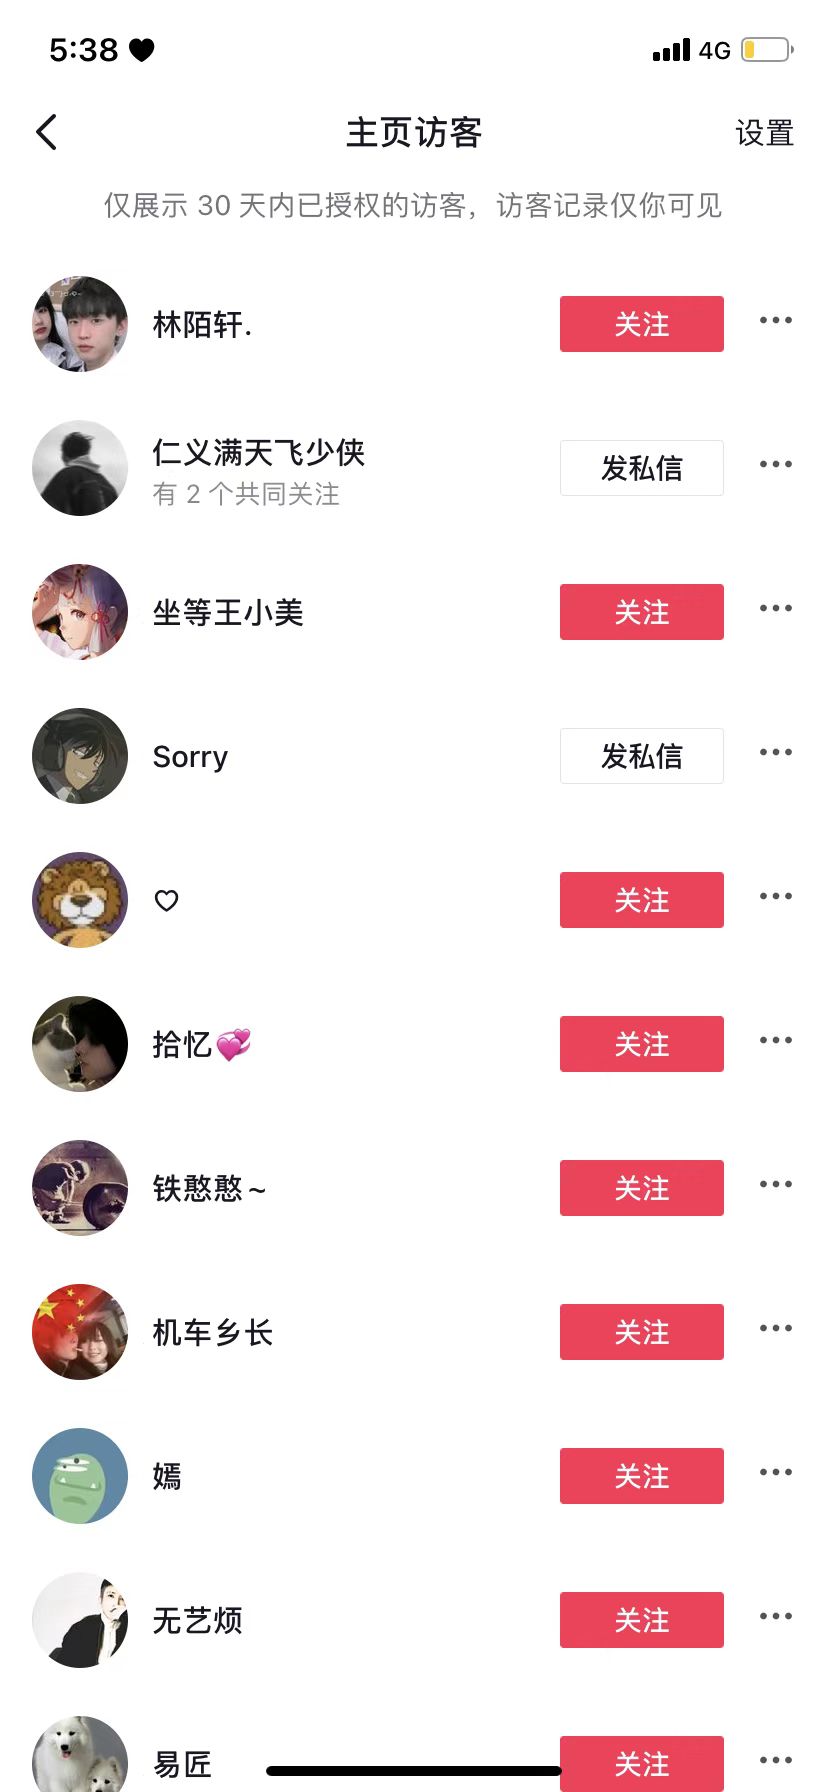 5:38 4G
主页访客 设置
仅展示 30 天内已授权的访客，访客记录仅你可见
林陌轩. 关注
仁义满天飞少侠
有 2 个共同关注 发私信
坐等王小美 关注
Sorry 发私信
♡ 关注
拾忆💞 关注
铁憨憨～ 关注
机车乡长 关注
嫣 关注
无艺烦 关注
易匠 关注